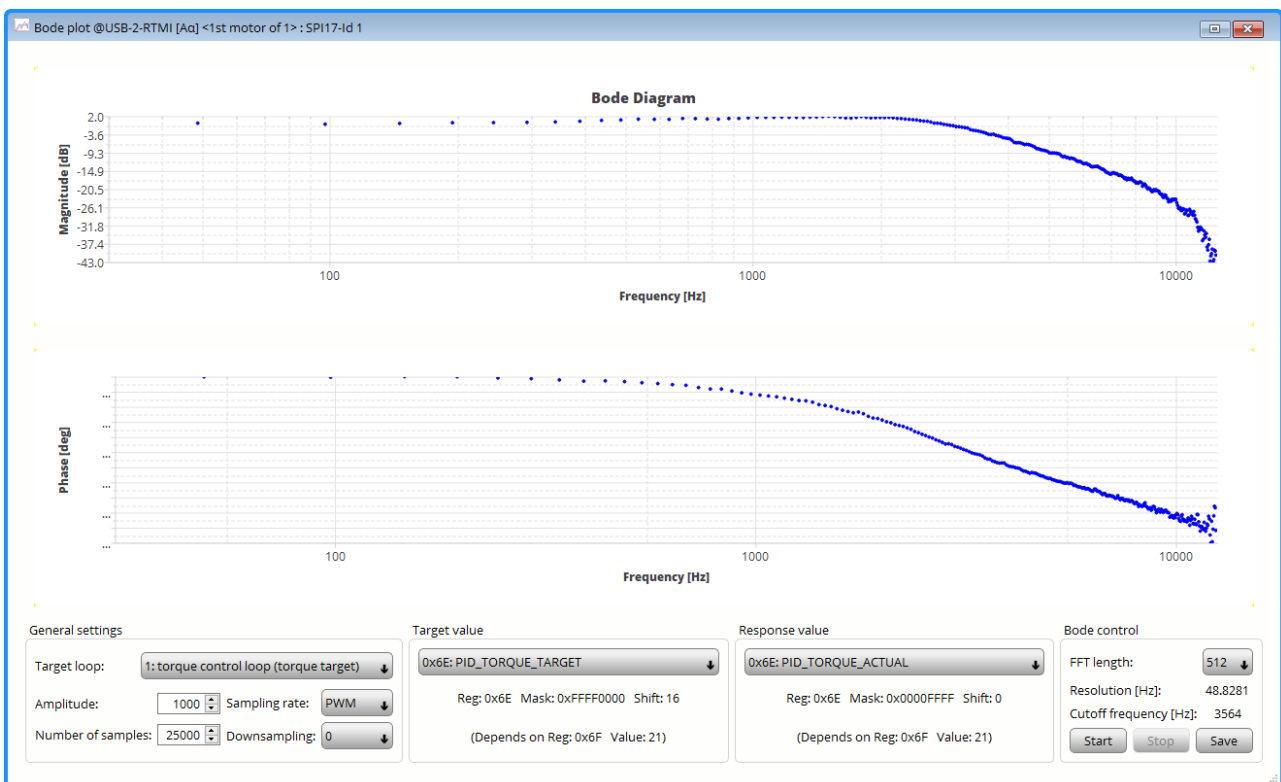 Bode plot @USB-2-RTMI [Aα] <1st motor of 1> : SPI17-Id 1
Bode Diagram
Magnitude [dB]
2.0
-3.6
-9.3
-14.9
-20.5
-26.1
-31.8
-37.4
-43.0
100
1000
10000
Frequency [Hz]
Phase [deg]
...
...
...
...
...
...
100
1000
10000
Frequency [Hz]
General settings
Target loop: 1: torque control loop (torque target)
Amplitude: 1000 Sampling rate: PWM
Number of samples: 25000 Downsampling: 0
Target value
0x6E: PID_TORQUE_TARGET
Reg: 0x6E Mask: 0xFFFF0000 Shift: 16
(Depends on Reg: 0x6F Value: 21)
Response value
0x6E: PID_TORQUE_ACTUAL
Reg: 0x6E Mask: 0x0000FFFF Shift: 0
(Depends on Reg: 0x6F Value: 21)
Bode control
FFT length: 512
Resolution [Hz]: 48.8281
Cutoff frequency [Hz]: 3564
Start Stop Save